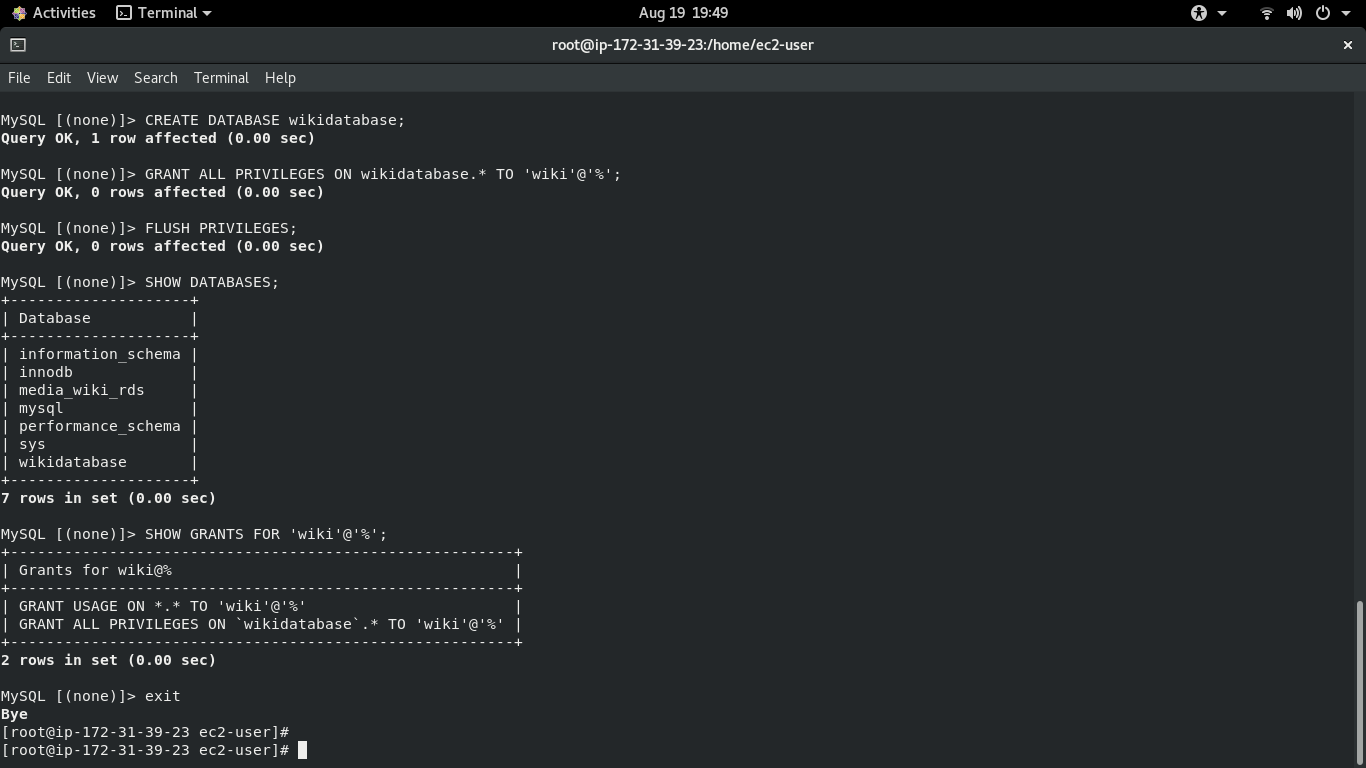 Activities Terminal Aug 19 19:49
root@ip-172-31-39-23:/home/ec2-user
File Edit View Search Terminal Help
MySQL [(none)]> CREATE DATABASE wikidatabase;
Query OK, 1 row affected (0.00 sec)
MySQL [(none)]> GRANT ALL PRIVILEGES ON wikidatabase.* TO 'wiki'@'%';
Query OK, 0 rows affected (0.00 sec)
MySQL [(none)]> FLUSH PRIVILEGES;
Query OK, 0 rows affected (0.00 sec)
MySQL [(none)]> SHOW DATABASES;
+--------------------+
| Database           |
+--------------------+
| information_schema |
| innodb             |
| media_wiki_rds     |
| mysql              |
| performance_schema |
| sys                |
| wikidatabase       |
+--------------------+
7 rows in set (0.00 sec)
MySQL [(none)]> SHOW GRANTS FOR 'wiki'@'%';
+--------------------------------------------------------+
| Grants for wiki@%                                      |
+--------------------------------------------------------+
| GRANT USAGE ON *.* TO 'wiki'@'%'                       |
| GRANT ALL PRIVILEGES ON `wikidatabase`.* TO 'wiki'@'%' |
+--------------------------------------------------------+
2 rows in set (0.00 sec)
MySQL [(none)]> exit
Bye
[root@ip-172-31-39-23 ec2-user]#
[root@ip-172-31-39-23 ec2-user]#